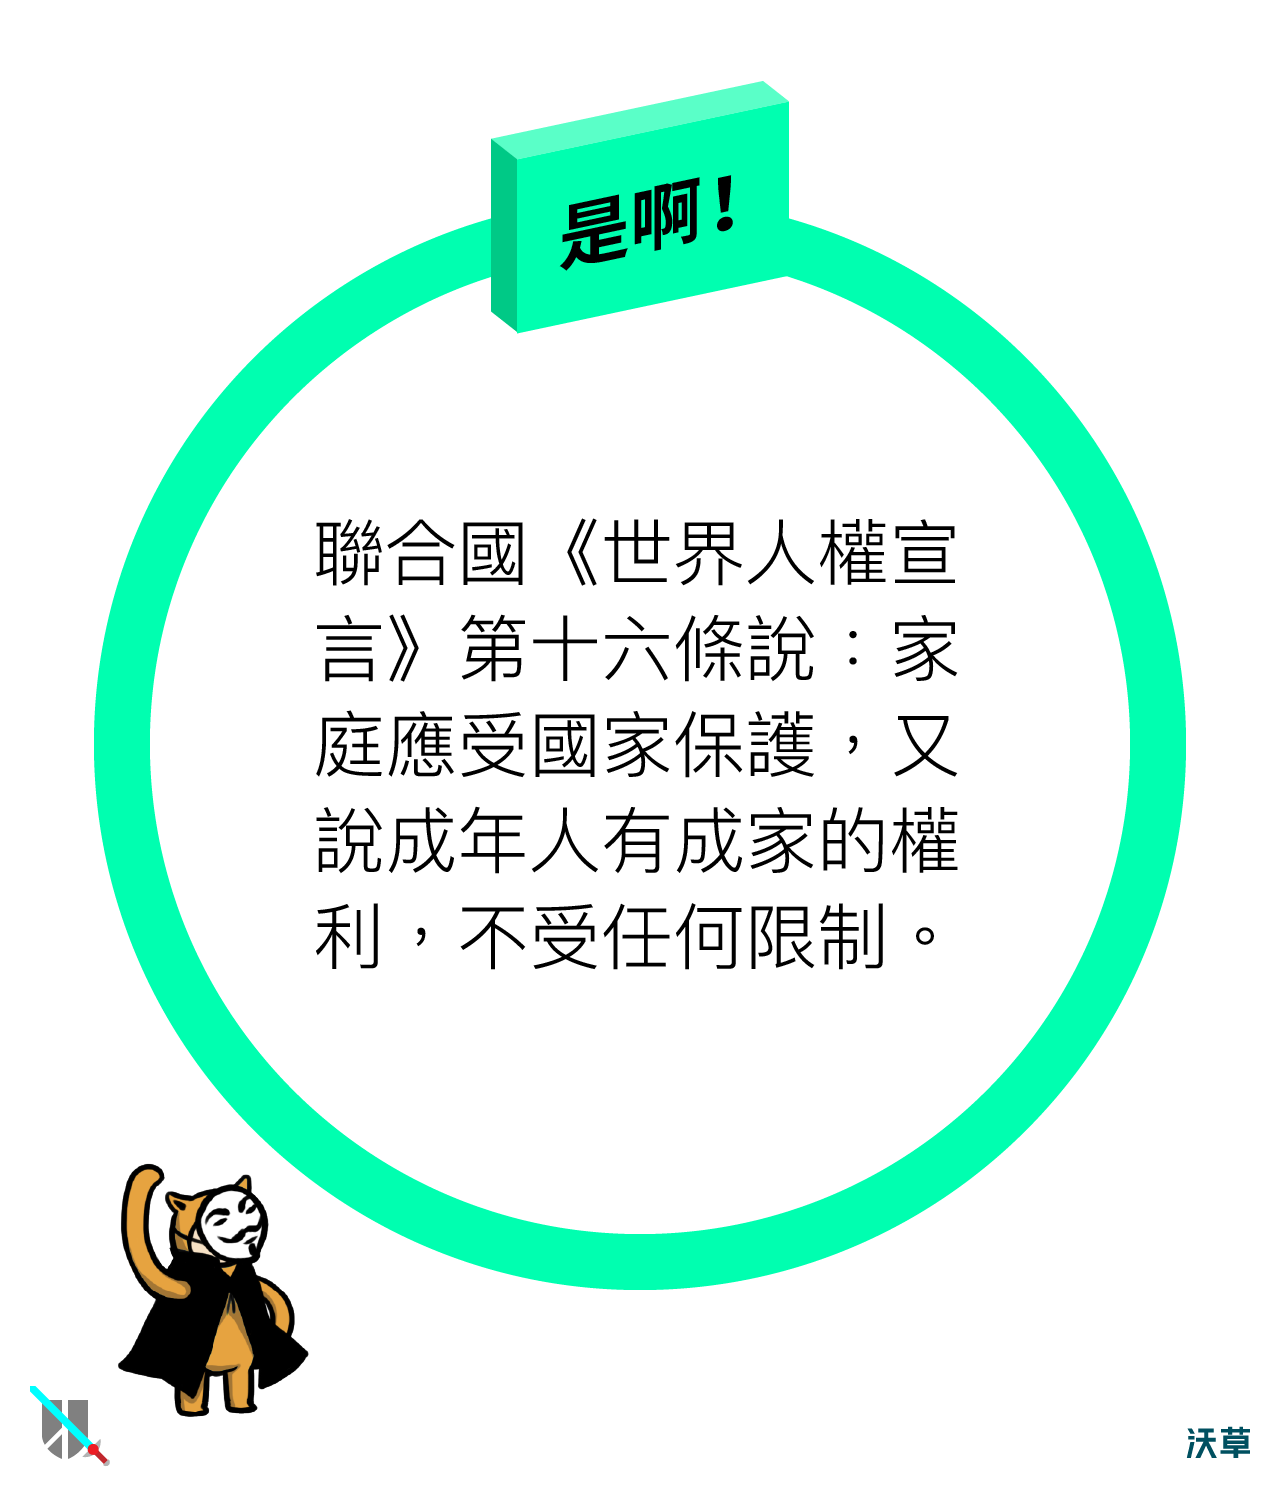 是啊！
聯合國《世界人權宣
言》第十六條說：家
庭應受國家保護，又
說成年人有成家的權
利，不受任何限制。
沃草